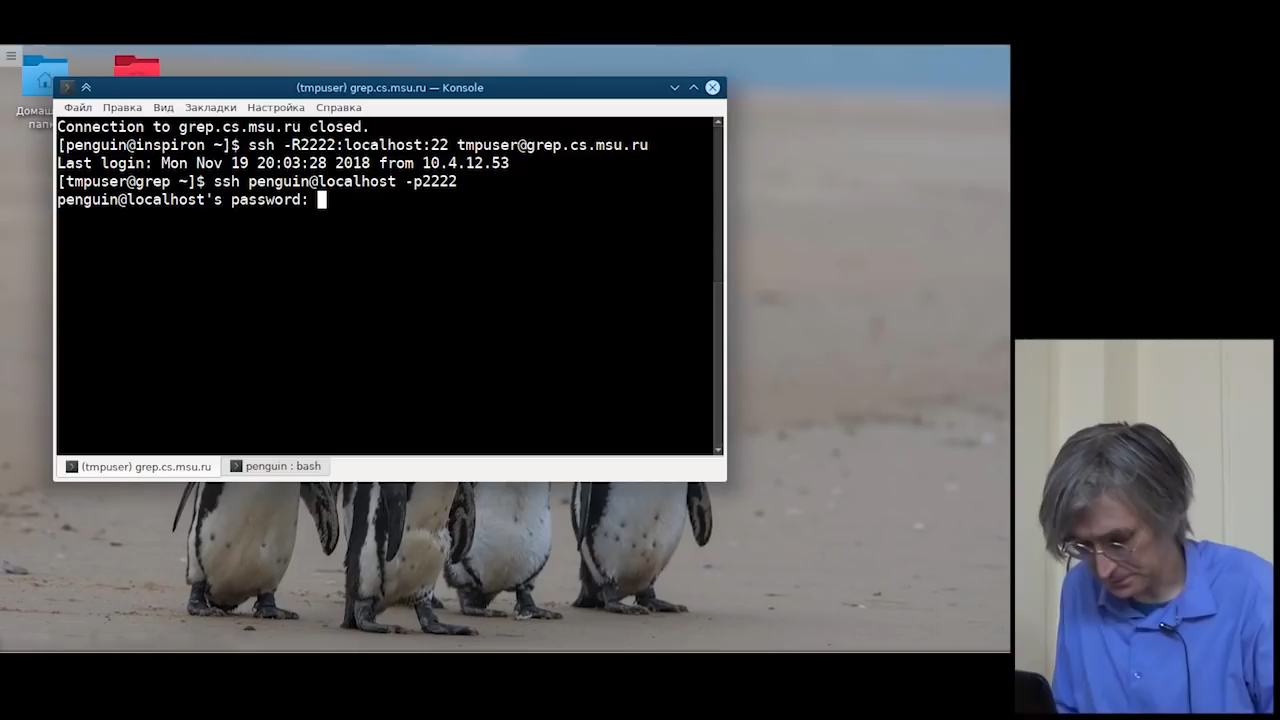 Домаш
папк
(tmpuser) grep.cs.msu.ru — Konsole
Файл Правка Вид Закладки Настройка Справка
Connection to grep.cs.msu.ru closed.
[penguin@inspiron ~]$ ssh -R2222:localhost:22 tmpuser@grep.cs.msu.ru
Last login: Mon Nov 19 20:03:28 2018 from 10.4.12.53
[tmpuser@grep ~]$ ssh penguin@localhost -p2222
penguin@localhost's password:
(tmpuser) grep.cs.msu.ru penguin : bash